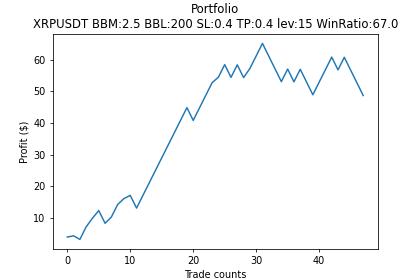 Portfolio
XRPUSDT BBM:2.5 BBL:200 SL:0.4 TP:0.4 lev:15 WinRatio:67.0
60
50
40
30
20
10
Profit ($)
0 10 20 30 40
Trade counts